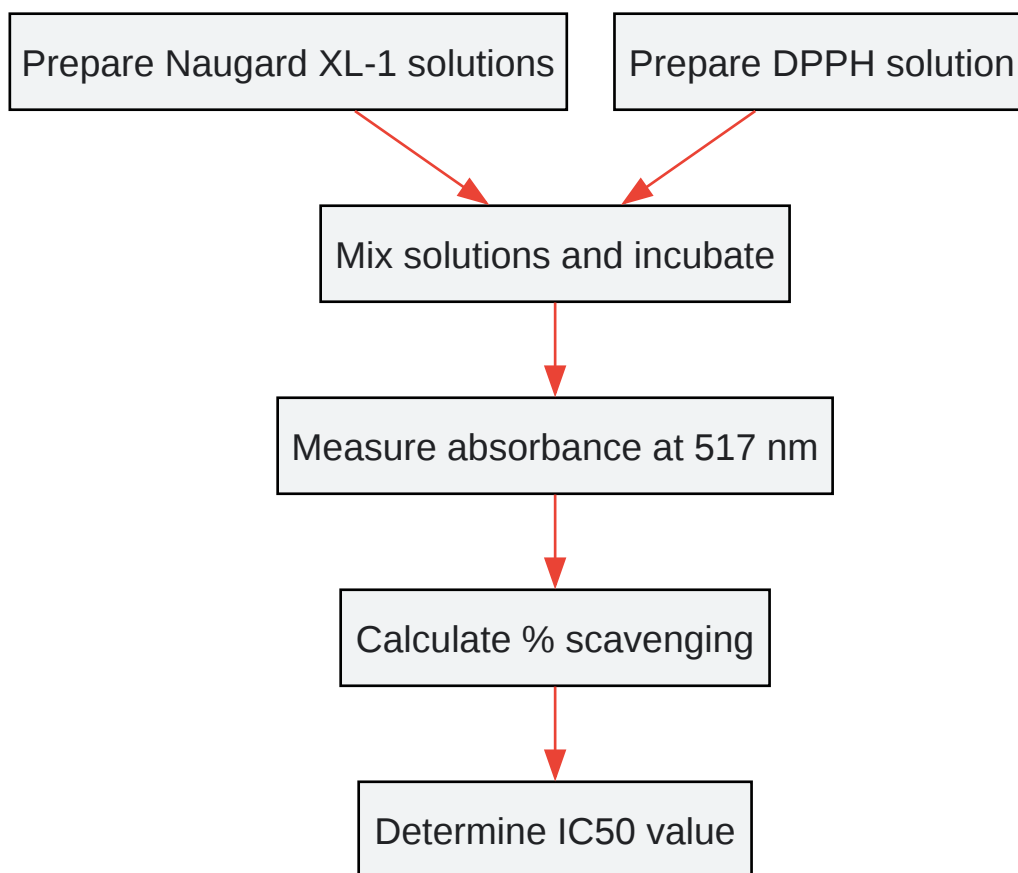 Prepare Naugard XL-1 solutions
Prepare DPPH solution
Mix solutions and incubate
Measure absorbance at 517 nm
Calculate % scavenging
Determine IC50 value